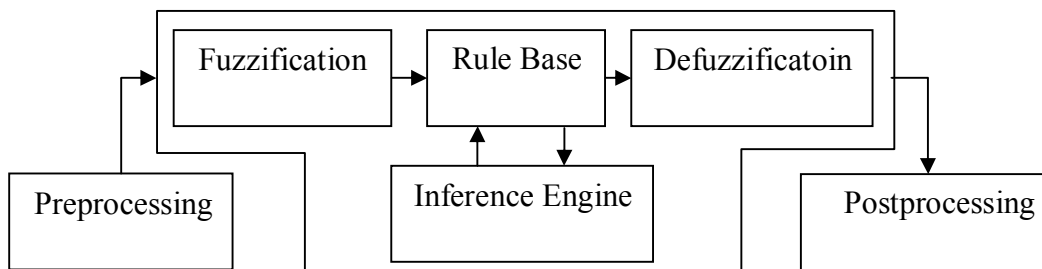 Fuzzification
Rule Base
Defuzzificatoin
Preprocessing
Inference Engine
Postprocessing